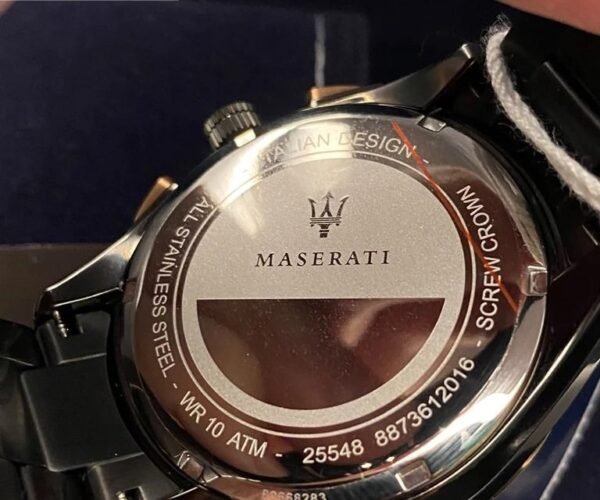 MASERATI
ITALIAN DESIGN - SCREW CROWN - 8873612016 25548 - WR 10 ATM - ALL STAINLESS STEEL